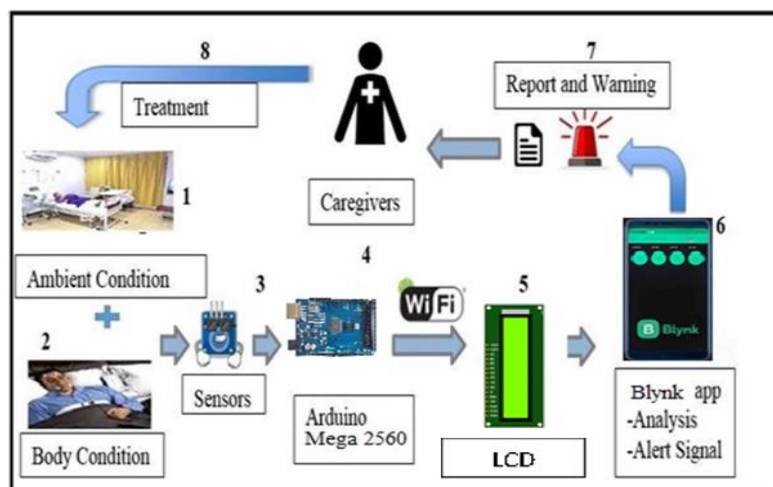 8
Treatment
7
Report and Warning
1
Caregivers
6
Ambient Condition
3
4
WiFi
5
2
Sensors
Arduino
Mega 2560
LCD
B Blynk
Blynk app
-Analysis
-Alert Signal
Body Condition